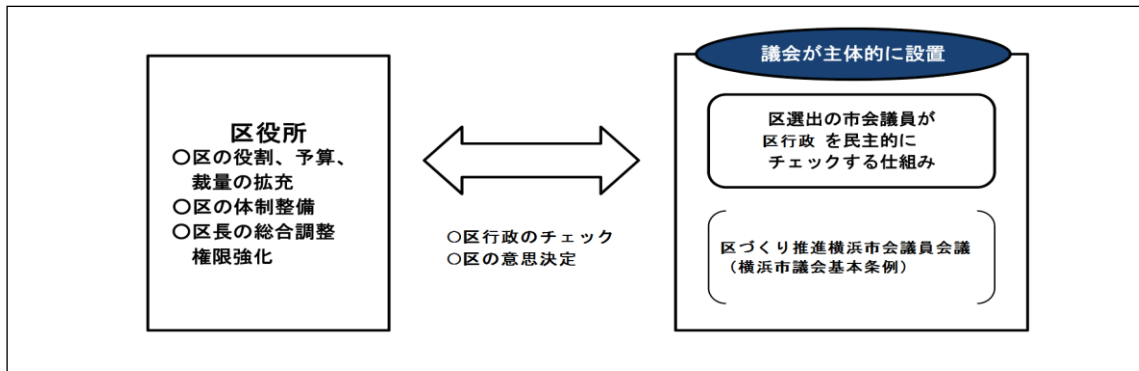 区役所
〇区の役割、予算、
裁量の拡充
〇区の体制整備
〇区長の総合調整
権限強化
〇区行政のチェック
〇区の意思決定
議会が主体的に設置
区選出の市会議員が
区行政 を民主的に
チェックする仕組み
区づくり推進横浜市会議員会議
(横浜市議会基本条例)